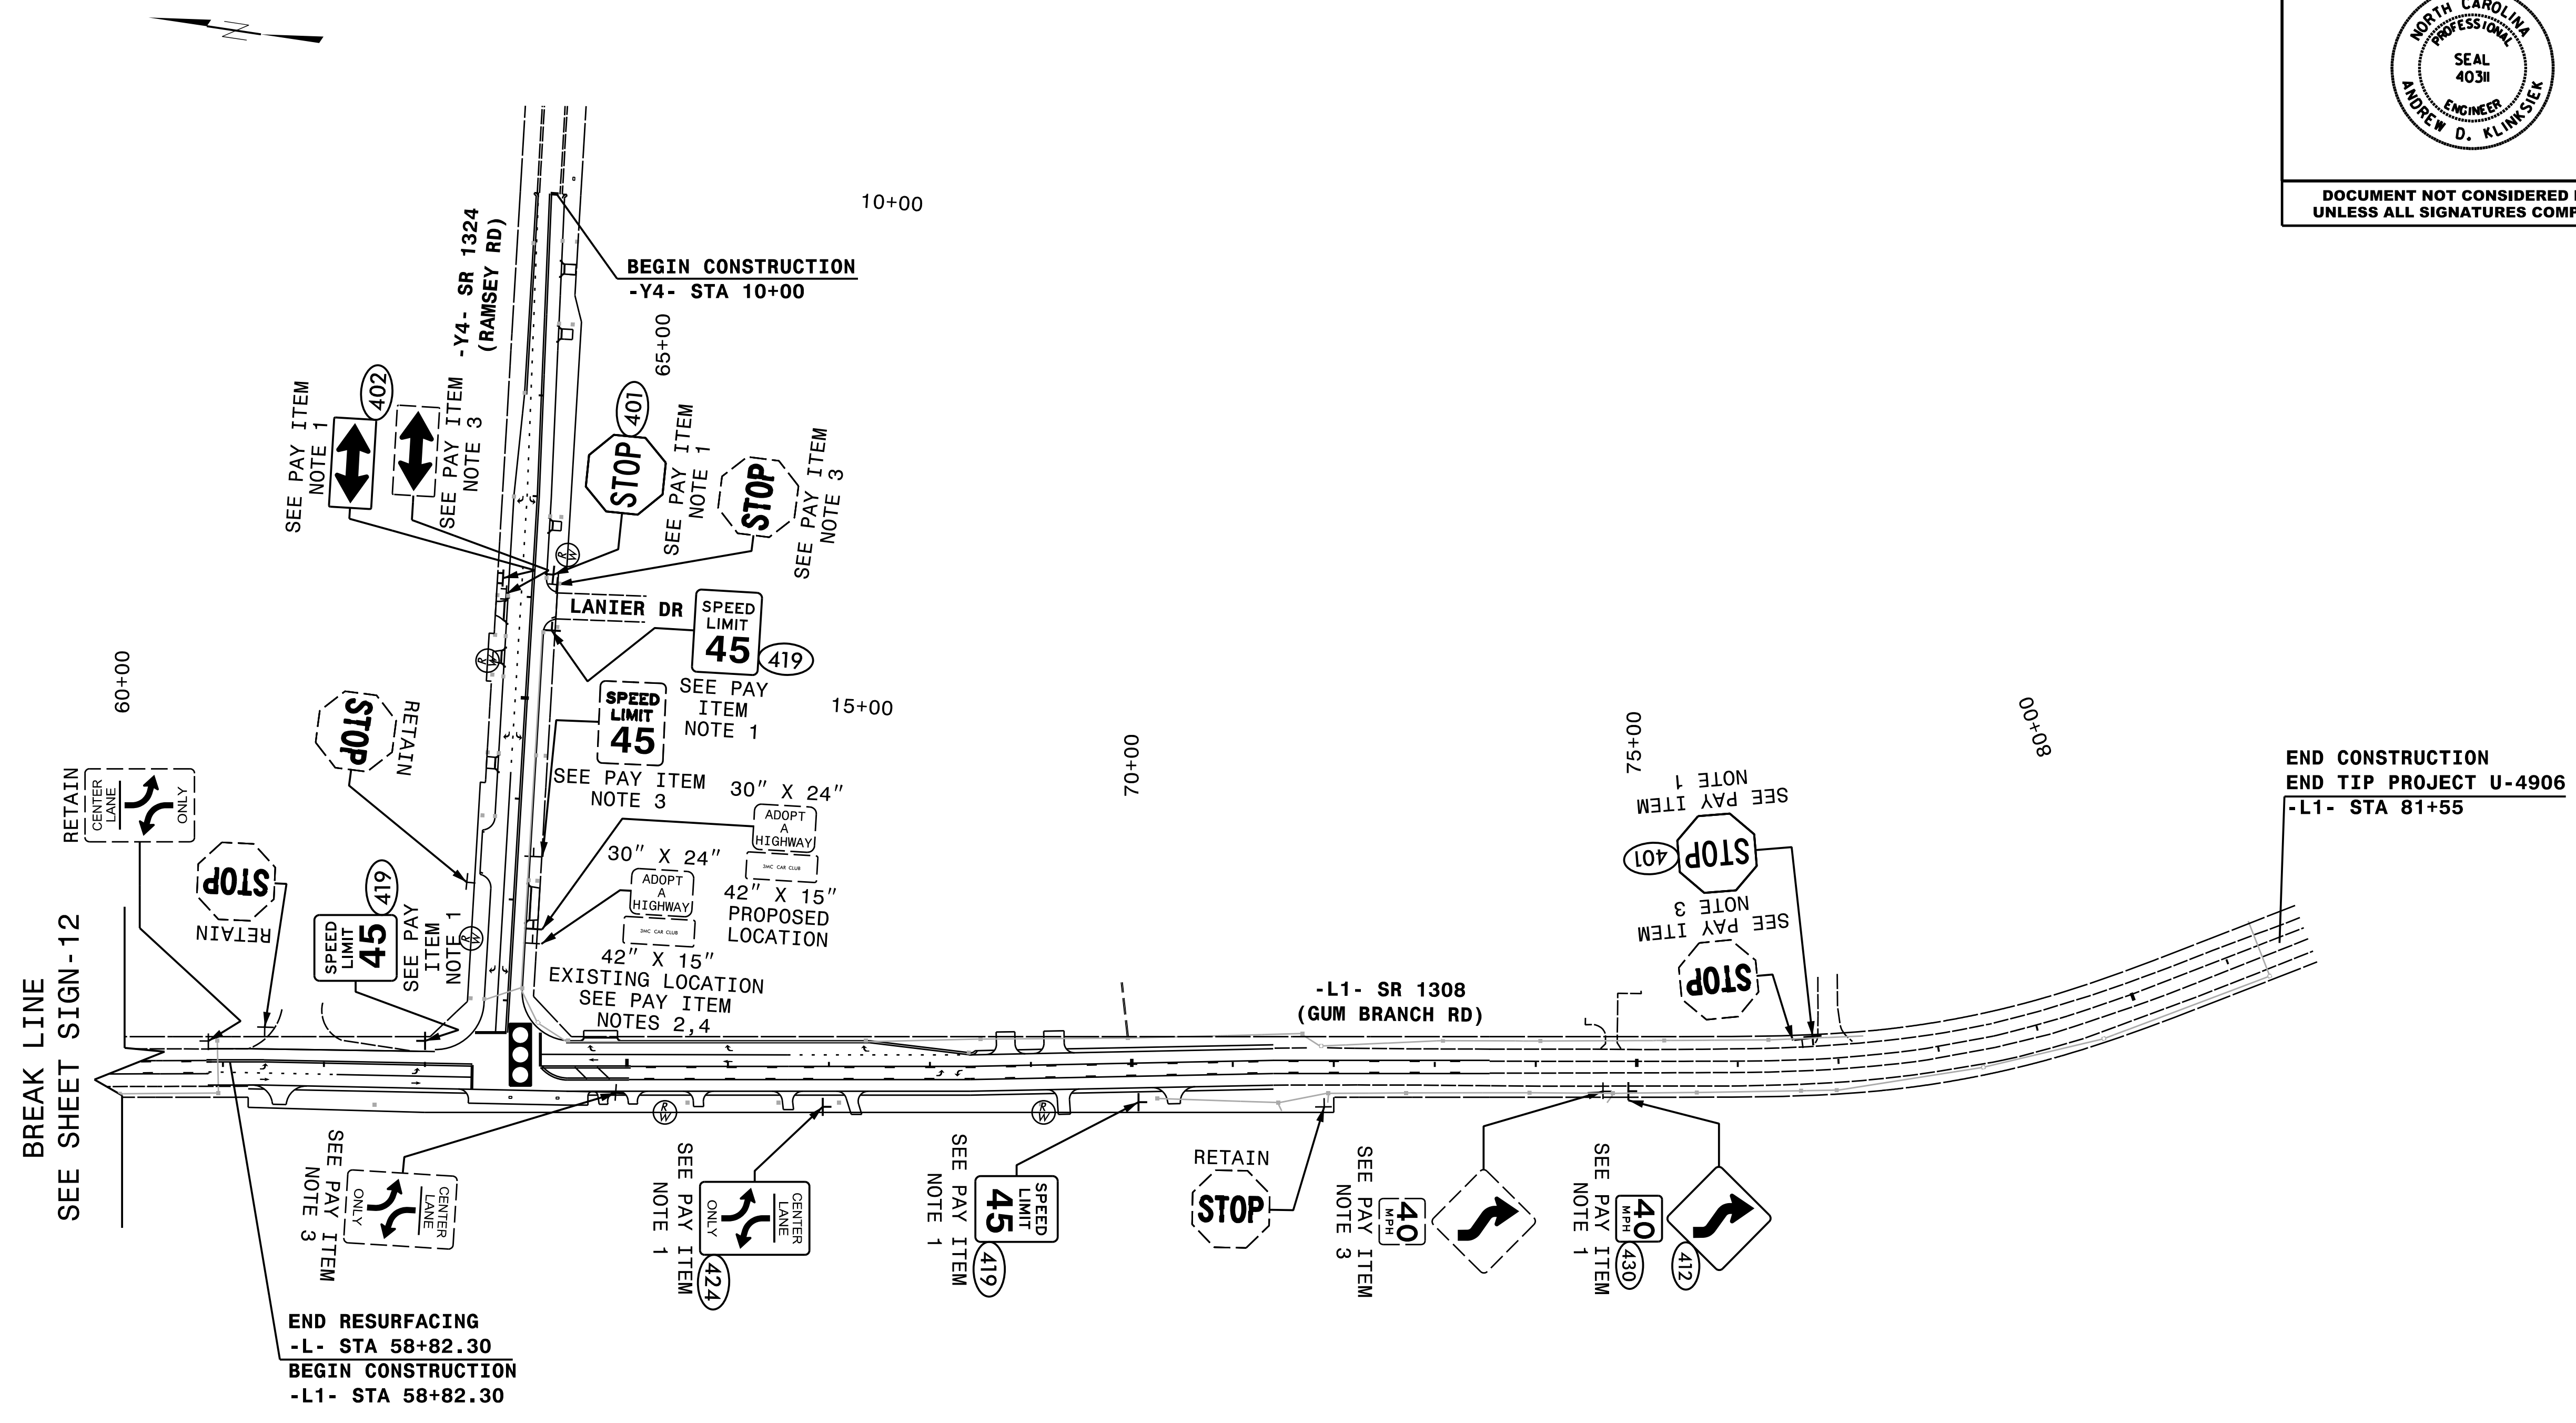 N
NORTH CAROLINA
PROFESSIONAL
SEAL
40311
ENGINEER
ANDREW D. KLINKSIEK
DOCUMENT NOT CONSIDERED
UNLESS ALL SIGNATURES COMP
10+00
BEGIN CONSTRUCTION
-Y4- STA 10+00
-Y4- SR 1324
(RAMSEY RD)
65+00
SEE PAY ITEM
NOTE 1
402
SEE PAY ITEM
NOTE 3
401
STOP
SEE PAY ITEM
NOTE 1
STOP
SEE PAY ITEM
NOTE 3
R/W
LANIER DR
SPEED
LIMIT
45
419
SEE PAY
ITEM
NOTE 1
R/W
60+00
15+00
SPEED
LIMIT
45
SEE PAY ITEM
NOTE 3
STOP
RETAIN
70+00
75+00
80+00
RETAIN
CENTER
LANE
ONLY
STOP
RETAIN
30" X 24"
ADOPT
A
HIGHWAY
3MC CAR CLUB
42" X 15"
PROPOSED
LOCATION
30" X 24"
ADOPT
A
HIGHWAY
3MC CAR CLUB
42" X 15"
EXISTING LOCATION
SEE PAY ITEM
NOTES 2,4
SPEED
LIMIT
45
419
SEE PAY
ITEM
NOTE 1
R/W
SEE PAY ITEM
NOTE 1
STOP
401
SEE PAY ITEM
NOTE 3
STOP
END CONSTRUCTION
END TIP PROJECT U-4906
-L1- STA 81+55
BREAK LINE
SEE SHEET SIGN-12
-L1- SR 1308
(GUM BRANCH RD)
R/W
R/W
SEE PAY ITEM
NOTE 3
CENTER
LANE
ONLY
SEE PAY ITEM
NOTE 1
CENTER
LANE
ONLY
424
SEE PAY ITEM
NOTE 1
SPEED
LIMIT
45
419
RETAIN
STOP
SEE PAY ITEM
NOTE 3
40
MPH
SEE PAY ITEM
NOTE 1
40
MPH
430
412
END RESURFACING
-L- STA 58+82.30
BEGIN CONSTRUCTION
-L1- STA 58+82.30